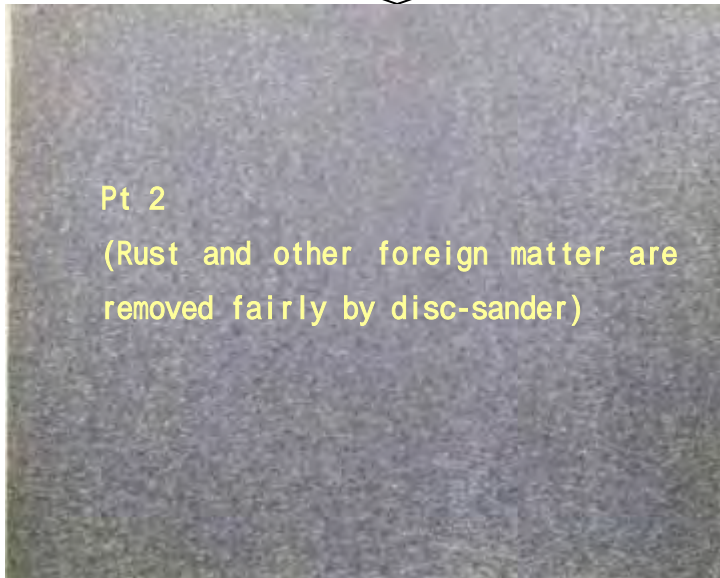 Pt 2
(Rust and other foreign matter are
removed fairly by disc-sander)